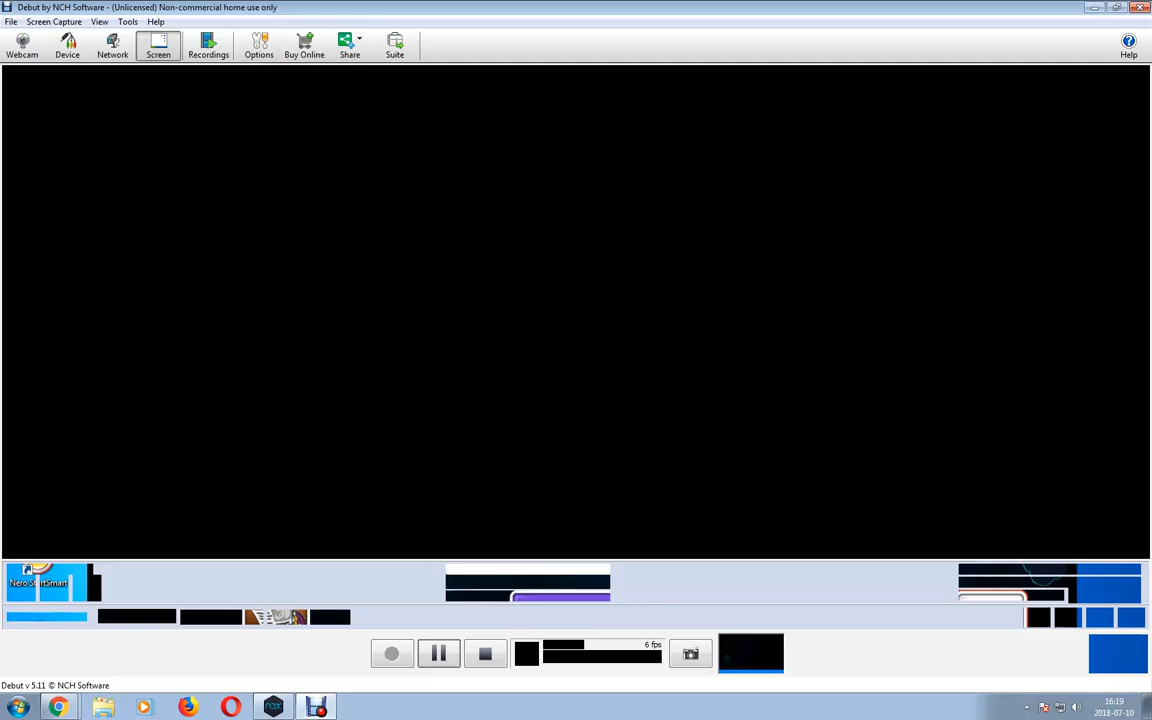 Debut by NCH Software - (Unlicensed) Non-commercial home use only
File Screen Capture View Tools Help
Webcam Device Network Screen Recordings Options Buy Online Share Suite Help
Nero StartSmart
6 fps
Debut v 5.11 © NCH Software
nox
16:19
2018-07-10